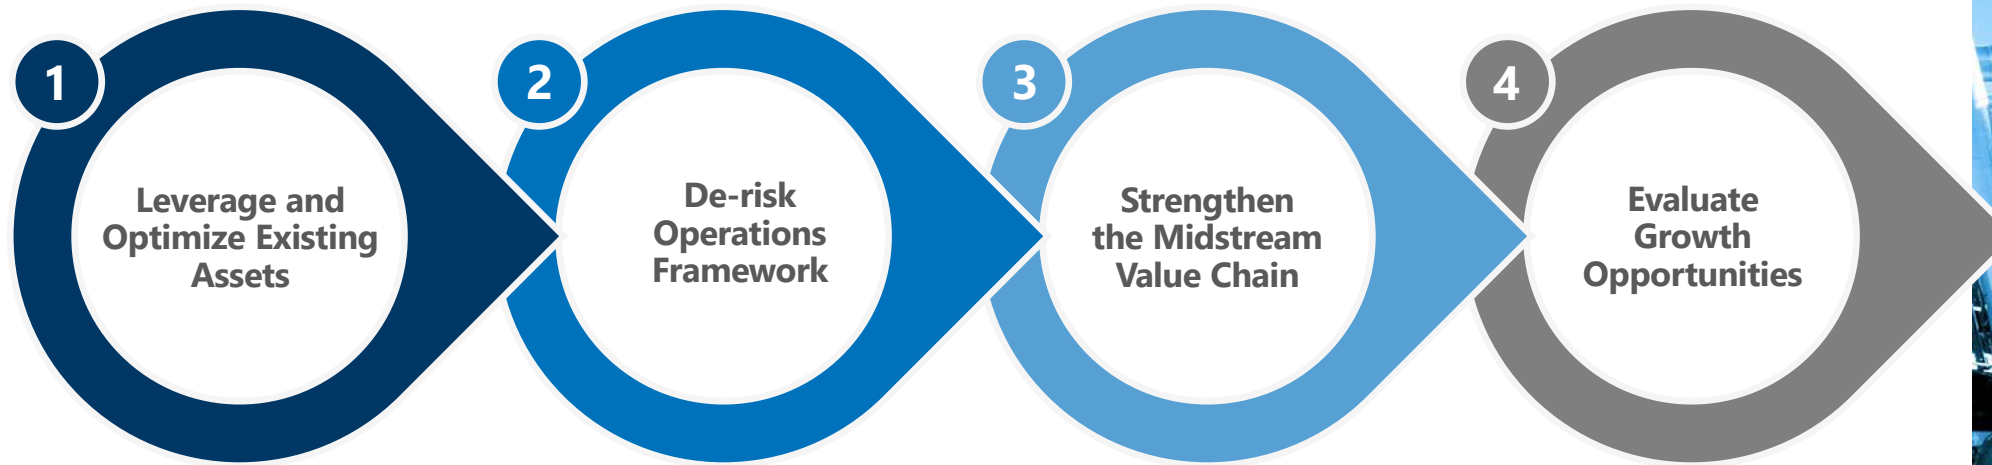 1
Leverage and
Optimize Existing
Assets
2
De-risk
Operations
Framework
3
Strengthen
the Midstream
Value Chain
4
Evaluate
Growth
Opportunities